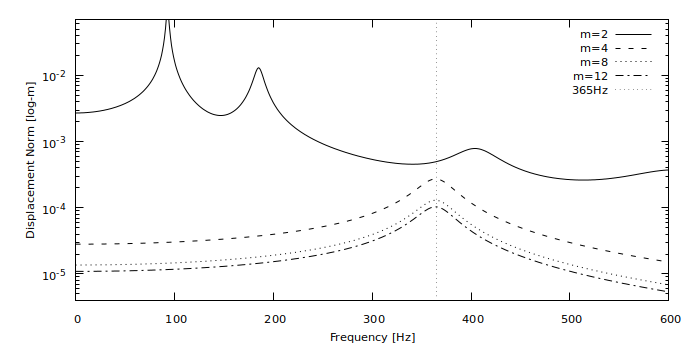 m=2
m=4
m=8
m=12
365Hz
10-2
10-3
10-4
10-5
Displacement Norm [log-m]
0 100 200 300 400 500 600
Frequency [Hz]